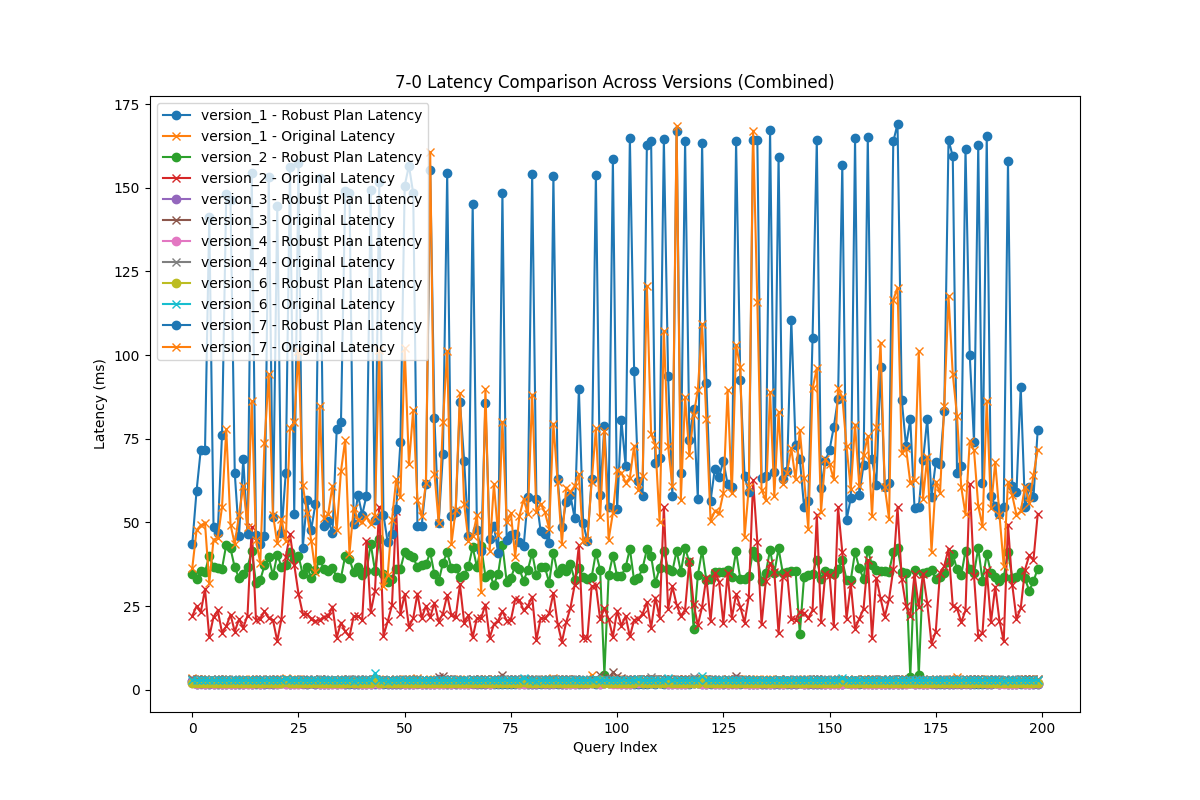 7-0 Latency Comparison Across Versions (Combined)
175
150
125
100
75
50
25
0
Latency (ms)
version_1 - Robust Plan Latency
version_1 - Original Latency
version_2 - Robust Plan Latency
version_2 - Original Latency
version_3 - Robust Plan Latency
version_3 - Original Latency
version_4 - Robust Plan Latency
version_4 - Original Latency
version_6 - Robust Plan Latency
version_6 - Original Latency
version_7 - Robust Plan Latency
version_7 - Original Latency
0 25 50 75 100 125 150 175 200
Query Index